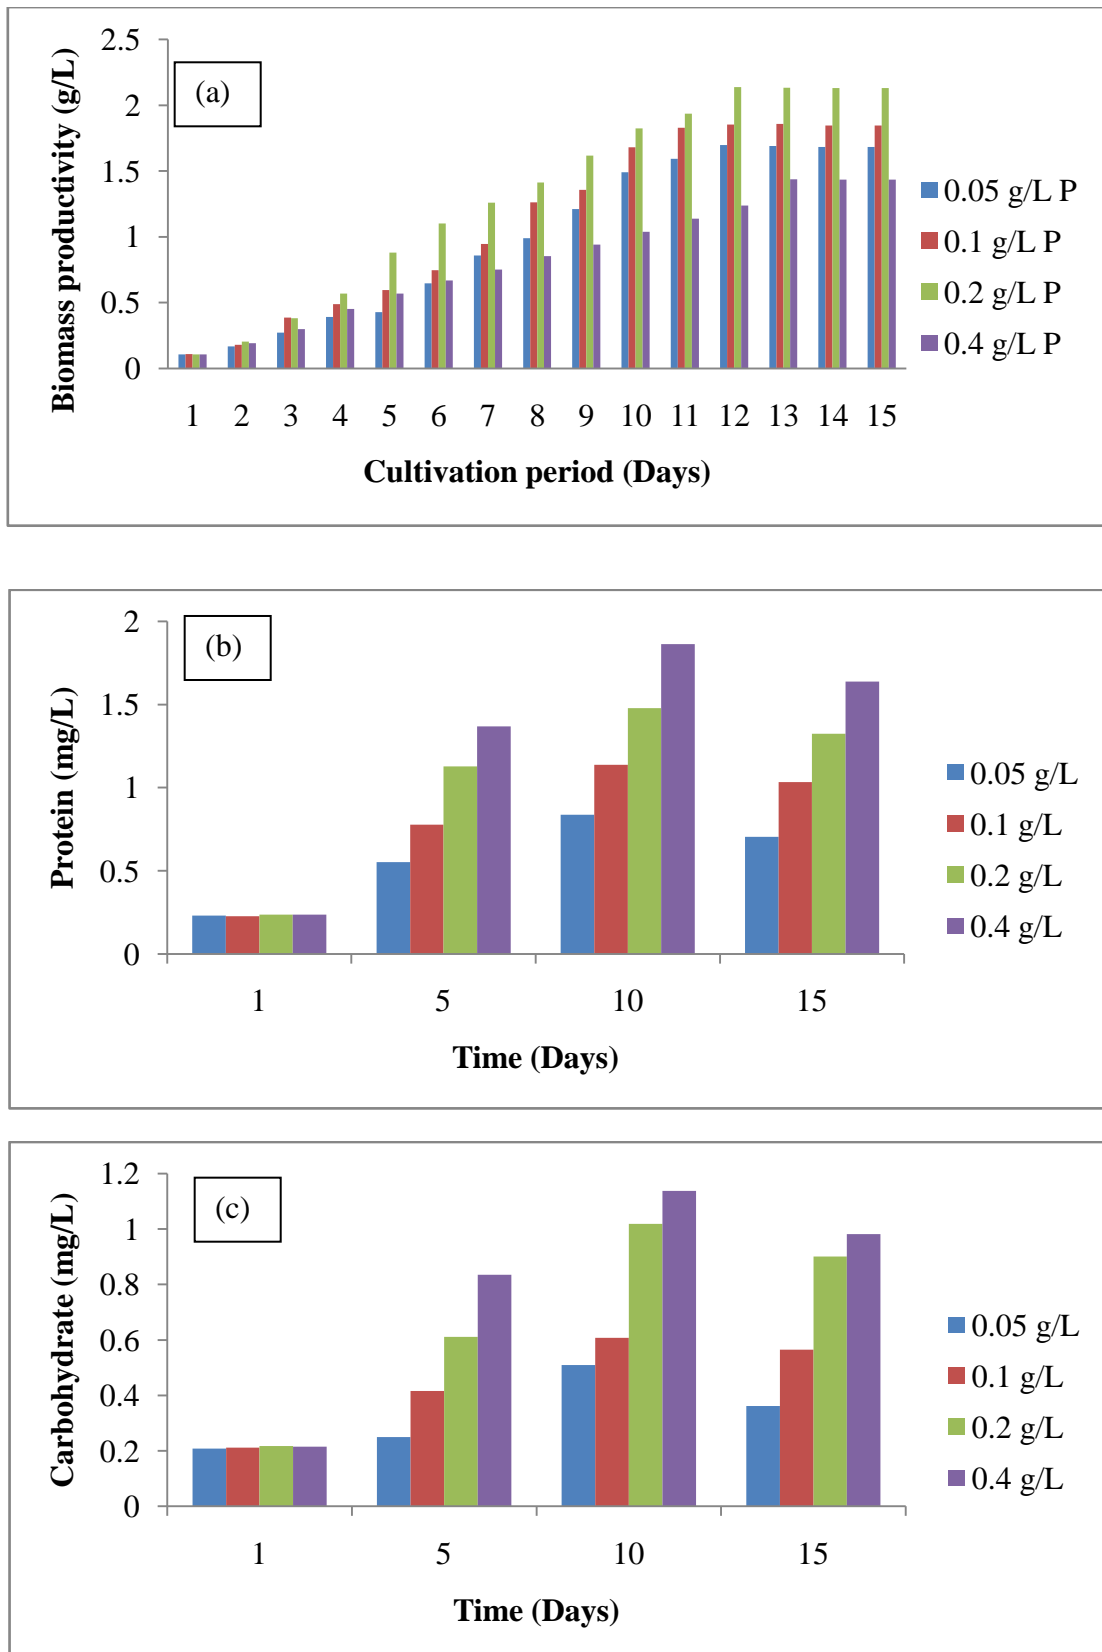 Biomass productivity (g/L)
2.5
2
1.5
1
0.5
0
(a)
1 2 3 4 5 6 7 8 9 10 11 12 13 14 15
Cultivation period (Days)
0.05 g/L P
0.1 g/L P
0.2 g/L P
0.4 g/L P
Protein (mg/L)
2
1.5
1
0.5
0
(b)
1 5 10 15
Time (Days)
0.05 g/L
0.1 g/L
0.2 g/L
0.4 g/L
Carbohydrate (mg/L)
1.2
1
0.8
0.6
0.4
0.2
0
(c)
1 5 10 15
Time (Days)
0.05 g/L
0.1 g/L
0.2 g/L
0.4 g/L